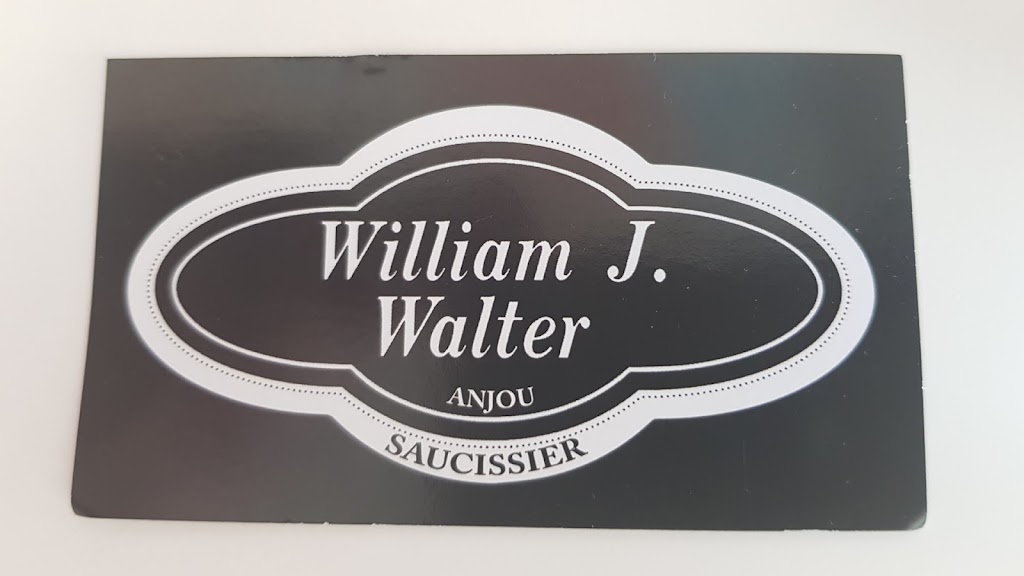 William J.
Walter
ANJOU
SAUCISSIER